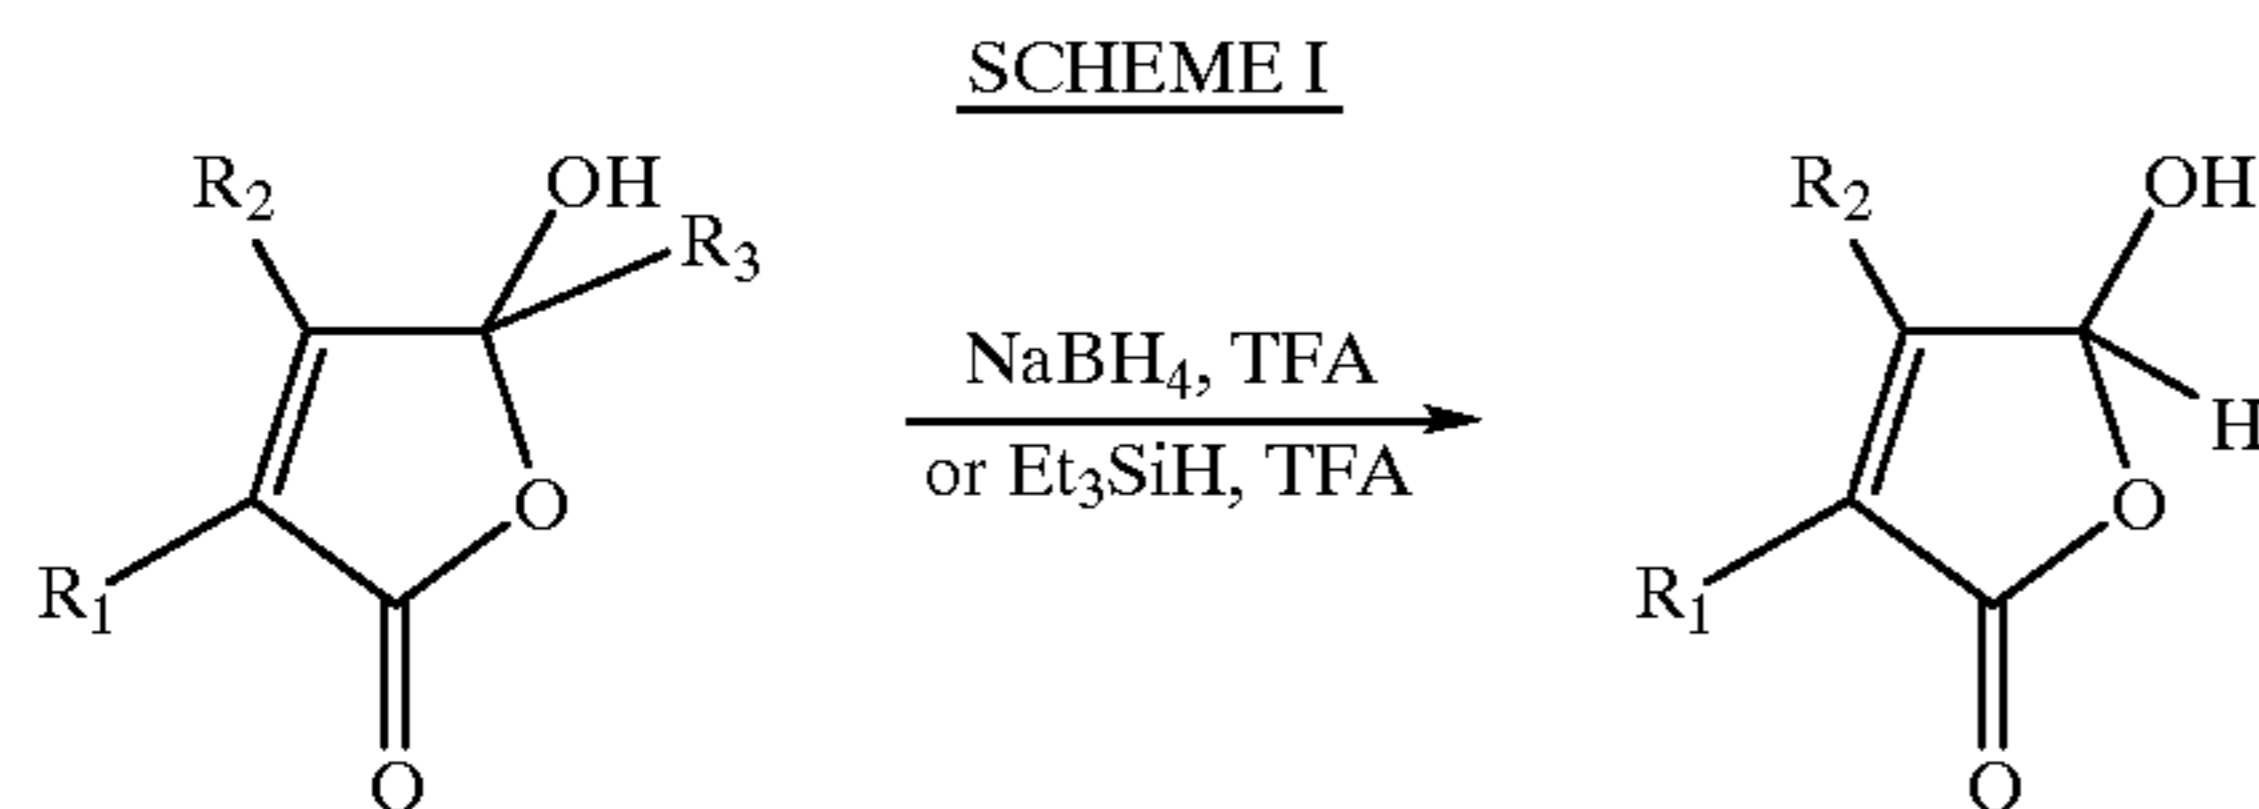 SCHEME I
R2 OH R3
R1 O
O
NaBH4, TFA
or Et3SiH, TFA
R2 OH
H
R1 O
O